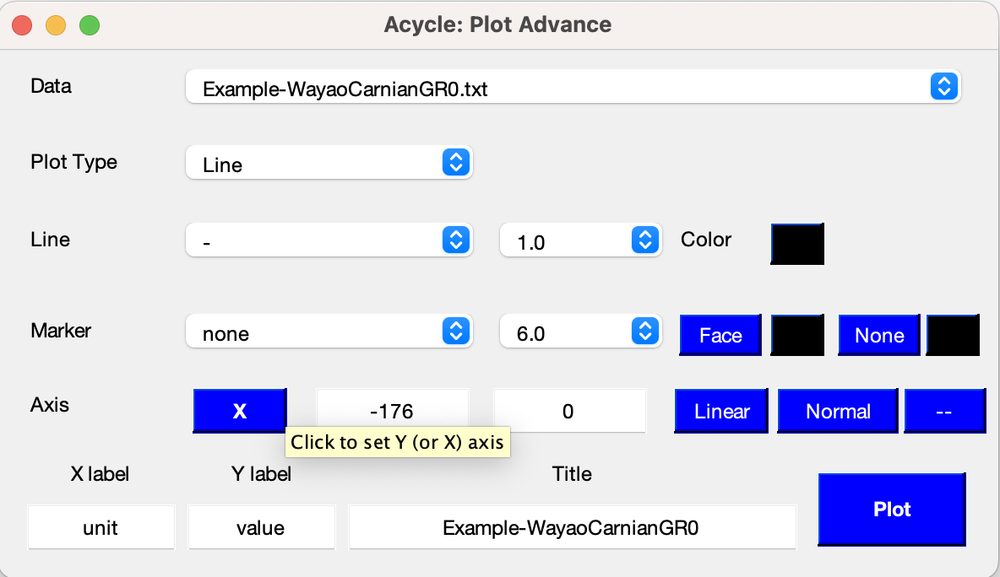 Acycle: Plot Advance
Data Example-WayaoCarnianGR0.txt
Plot Type Line
Line - 1.0 Color
Marker none 6.0 Face None
Axis X -176 0 Linear Normal --
Click to set Y (or X) axis
X label Y label Title
unit value Example-WayaoCarnianGR0 Plot